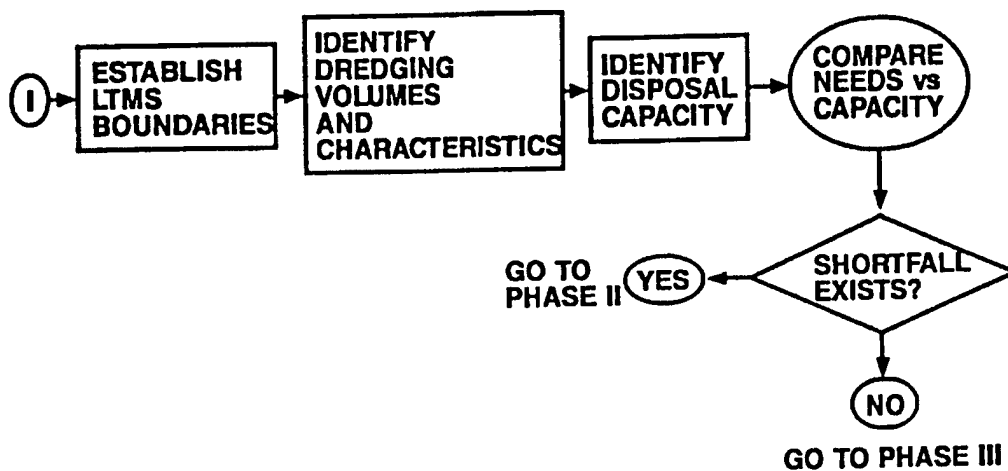 I
ESTABLISH
LTMS
BOUNDARIES
IDENTIFY
DREDGING
VOLUMES
AND
CHARACTERISTICS
IDENTIFY
DISPOSAL
CAPACITY
COMPARE
NEEDS vs
CAPACITY
SHORTFALL
EXISTS?
YES
GO TO
PHASE II
NO
GO TO PHASE III